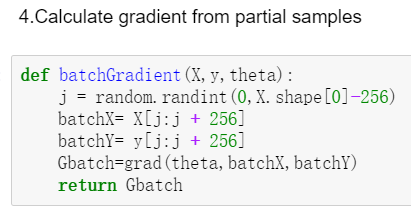 4.Calculate gradient from partial samples
def batchGradient(X, y, theta):
    j = random.randint(0, X.shape[0]-256)
    batchX= X[j:j + 256]
    batchY= y[j:j + 256]
    Gbatch=grad(theta, batchX, batchY)
    return Gbatch